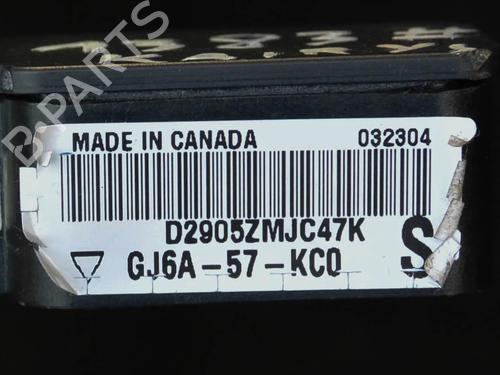 B-PARTS
MADE IN CANADA 032304
D2905ZMJC47K
GJ6A-57-KC0 S